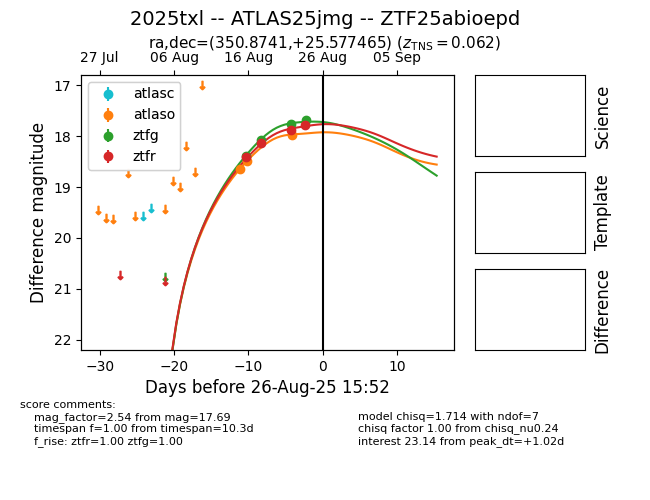 2025txl -- ATLAS25jmg -- ZTF25abioepd
ra,dec=(350.8741,+25.577465) (zTNS = 0.062)
27 Jul 06 Aug 16 Aug 26 Aug 05 Sep
atlasc
atlaso
ztfg
ztfr
17
18
19
20
21
22
Difference magnitude
−30 −20 −10 0 10
Days before 26-Aug-25 15:52
Science
Template
Difference
score comments:
mag_factor=2.54 from mag=17.69
timespan f=1.00 from timespan=10.3d
f_rise: ztfr=1.00 ztfg=1.00
model chisq=1.714 with ndof=7
chisq factor 1.00 from chisq_nu0.24
interest 23.14 from peak_dt=+1.02d